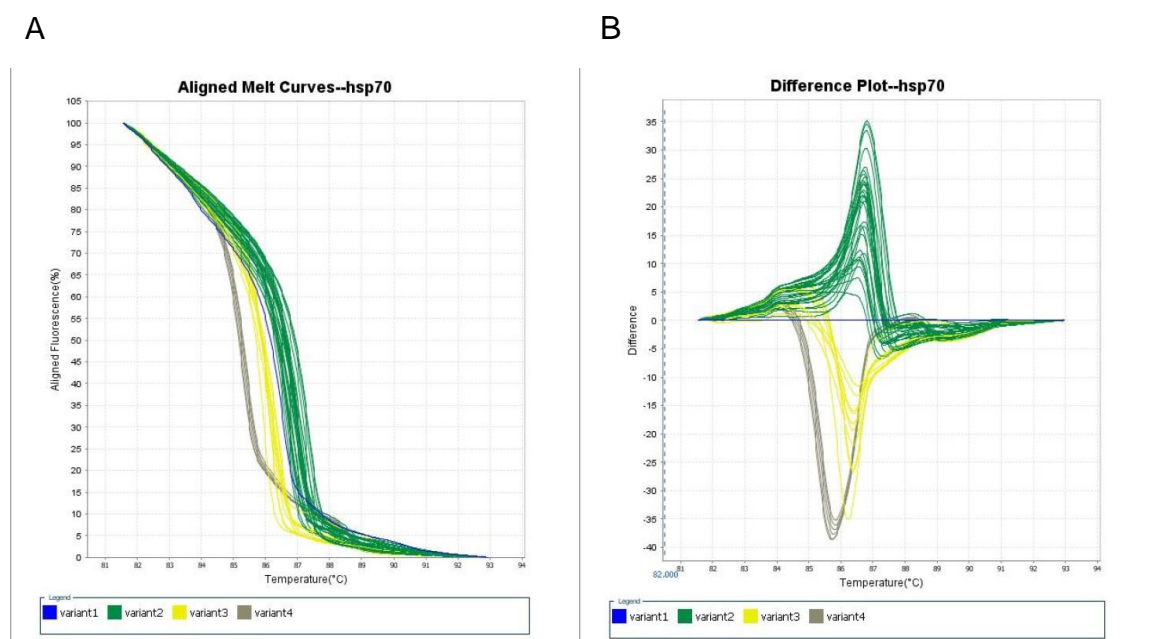 A
B
Aligned Melt Curves--hsp70
105
100
95
90
85
80
75
70
65
60
55
50
45
40
35
30
25
20
15
10
5
0
Aligned Fluorescence(%)
81 82 83 84 85 86 87 88 89 90 91 92 93 94
Temperature(°C)
Legend
variant1 variant2 variant3 variant4
Difference Plot--hsp70
35
30
25
20
15
10
5
0
-5
-10
-15
-20
-25
-30
-35
-40
Difference
81 82 83 84 85 86 87 88 89 90 91 92 93 94
82.000
Temperature(°C)
Legend
variant1 variant2 variant3 variant4